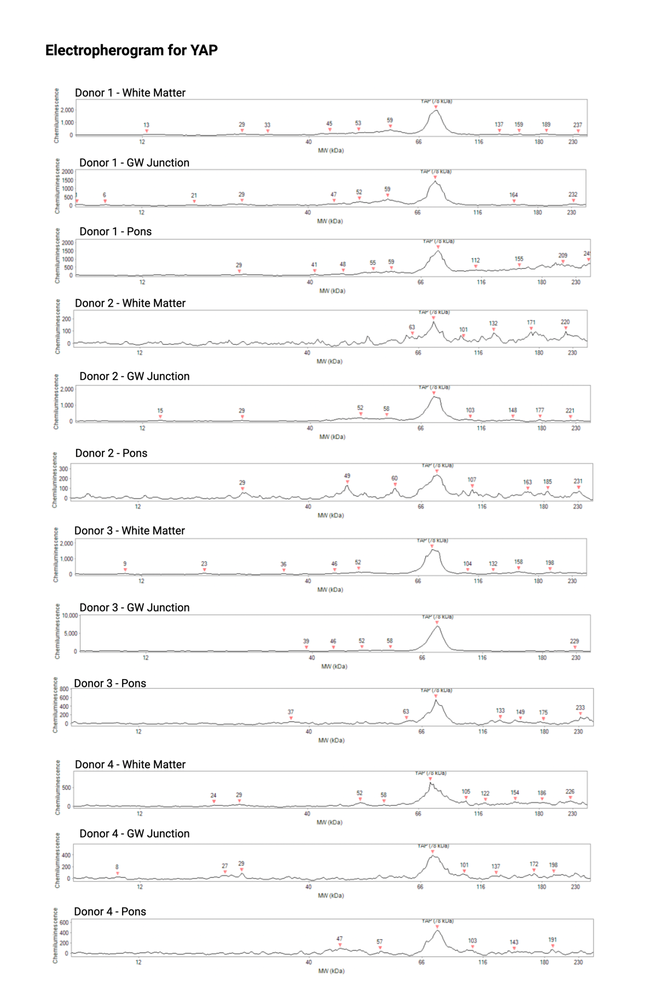 Electropherogram for YAP
Donor 1 - White Matter
Chemiluminescence
YAP (78 kDa)
2.000
1.000
0
13 29 33 45 53 59 137 159 189 237
12 40 66 116 180 230
MW (kDa)
Donor 1 - GW Junction
Chemiluminescence
YAP (78 kDa)
2000
1500
1000
500
0
1 6 21 29 47 52 59 164 232
12 40 66 116 180 230
MW (kDa)
Donor 1 - Pons
Chemiluminescence
YAP (78 kDa)
2000
1500
1000
500
0
29 41 48 55 59 112 155 209
12 40 66 116 180 230
MW (kDa)
Donor 2 - White Matter
Chemiluminescence
YAP (78 kDa)
200
100
0
63 101 132 171 220
12 40 66 116 180 230
MW (kDa)
Donor 2 - GW Junction
Chemiluminescence
YAP (78 kDa)
2.000
1.000
0
15 29 52 58 103 148 177 221
12 40 66 116 180 230
MW (kDa)
Donor 2 - Pons
Chemiluminescence
YAP (78 kDa)
300
200
100
0
29 49 60 107 163 185 231
12 40 66 116 180 230
MW (kDa)
Donor 3 - White Matter
Chemiluminescence
YAP (78 kDa)
2.000
1.000
0
9 23 36 46 52 104 132 158 198
12 40 66 116 180 230
MW (kDa)
Donor 3 - GW Junction
Chemiluminescence
YAP (78 kDa)
10.000
5.000
0
39 46 52 58 229
12 40 66 116 180 230
MW (kDa)
Donor 3 - Pons
Chemiluminescence
YAP (78 kDa)
800
600
400
200
0
37 63 133 149 175 233
12 40 66 116 180 230
MW (kDa)
Donor 4 - White Matter
Chemiluminescence
YAP (78 kDa)
500
0
24 29 52 58 105 122 154 186 226
12 40 66 116 180 230
MW (kDa)
Donor 4 - GW Junction
Chemiluminescence
YAP (78 kDa)
400
200
0
8 27 29 101 137 172 198
12 40 66 116 180 230
MW (kDa)
Donor 4 - Pons
Chemiluminescence
YAP (78 kDa)
600
400
200
0
47 57 103 143 191
12 40 66 116 180 230
MW (kDa)